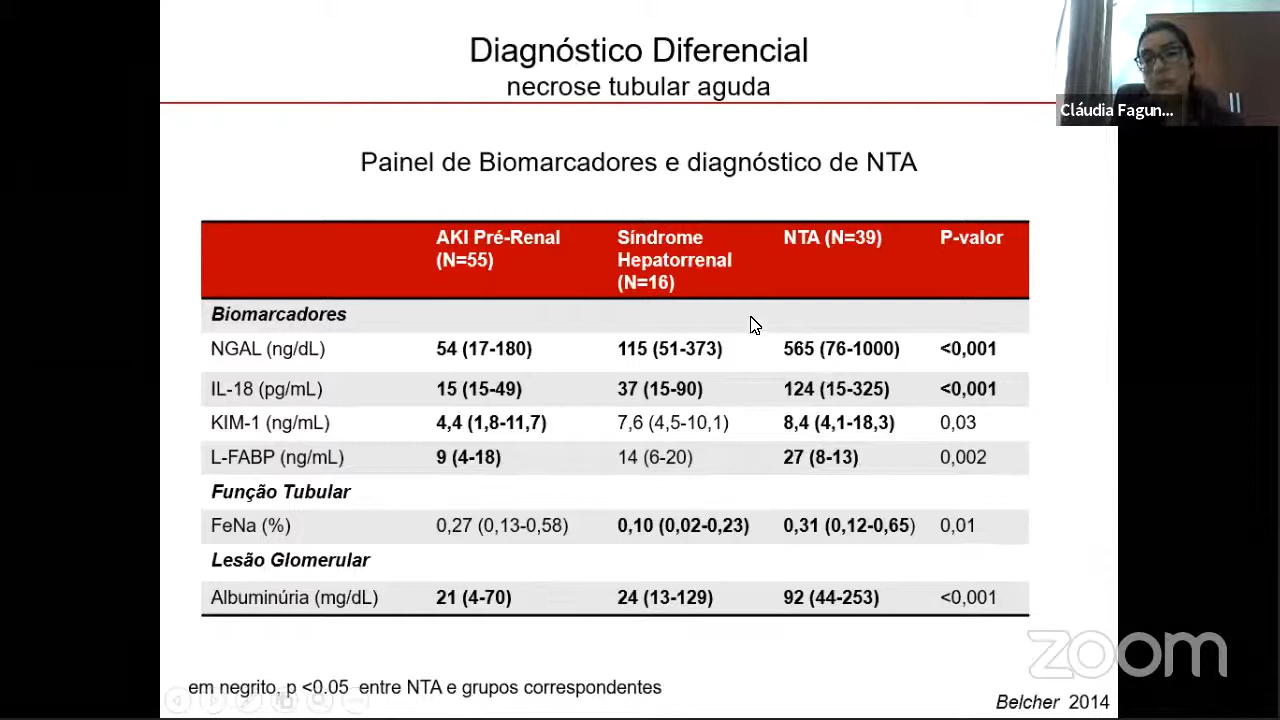 Diagnóstico Diferencial
necrose tubular aguda
Cláudia Fagun...
Painel de Biomarcadores e diagnóstico de NTA
AKI Pré-Renal (N=55) Síndrome Hepatorrenal (N=16) NTA (N=39) P-valor
Biomarcadores
NGAL (ng/dL) 54 (17-180) 115 (51-373) 565 (76-1000) <0,001
IL-18 (pg/mL) 15 (15-49) 37 (15-90) 124 (15-325) <0,001
KIM-1 (ng/mL) 4,4 (1,8-11,7) 7,6 (4,5-10,1) 8,4 (4,1-18,3) 0,03
L-FABP (ng/mL) 9 (4-18) 14 (6-20) 27 (8-13) 0,002
Função Tubular
FeNa (%) 0,27 (0,13-0,58) 0,10 (0,02-0,23) 0,31 (0,12-0,65) 0,01
Lesão Glomerular
Albuminúria (mg/dL) 21 (4-70) 24 (13-129) 92 (44-253) <0,001
zoom
em negrito, p <0.05 entre NTA e grupos correspondentes
Belcher 2014